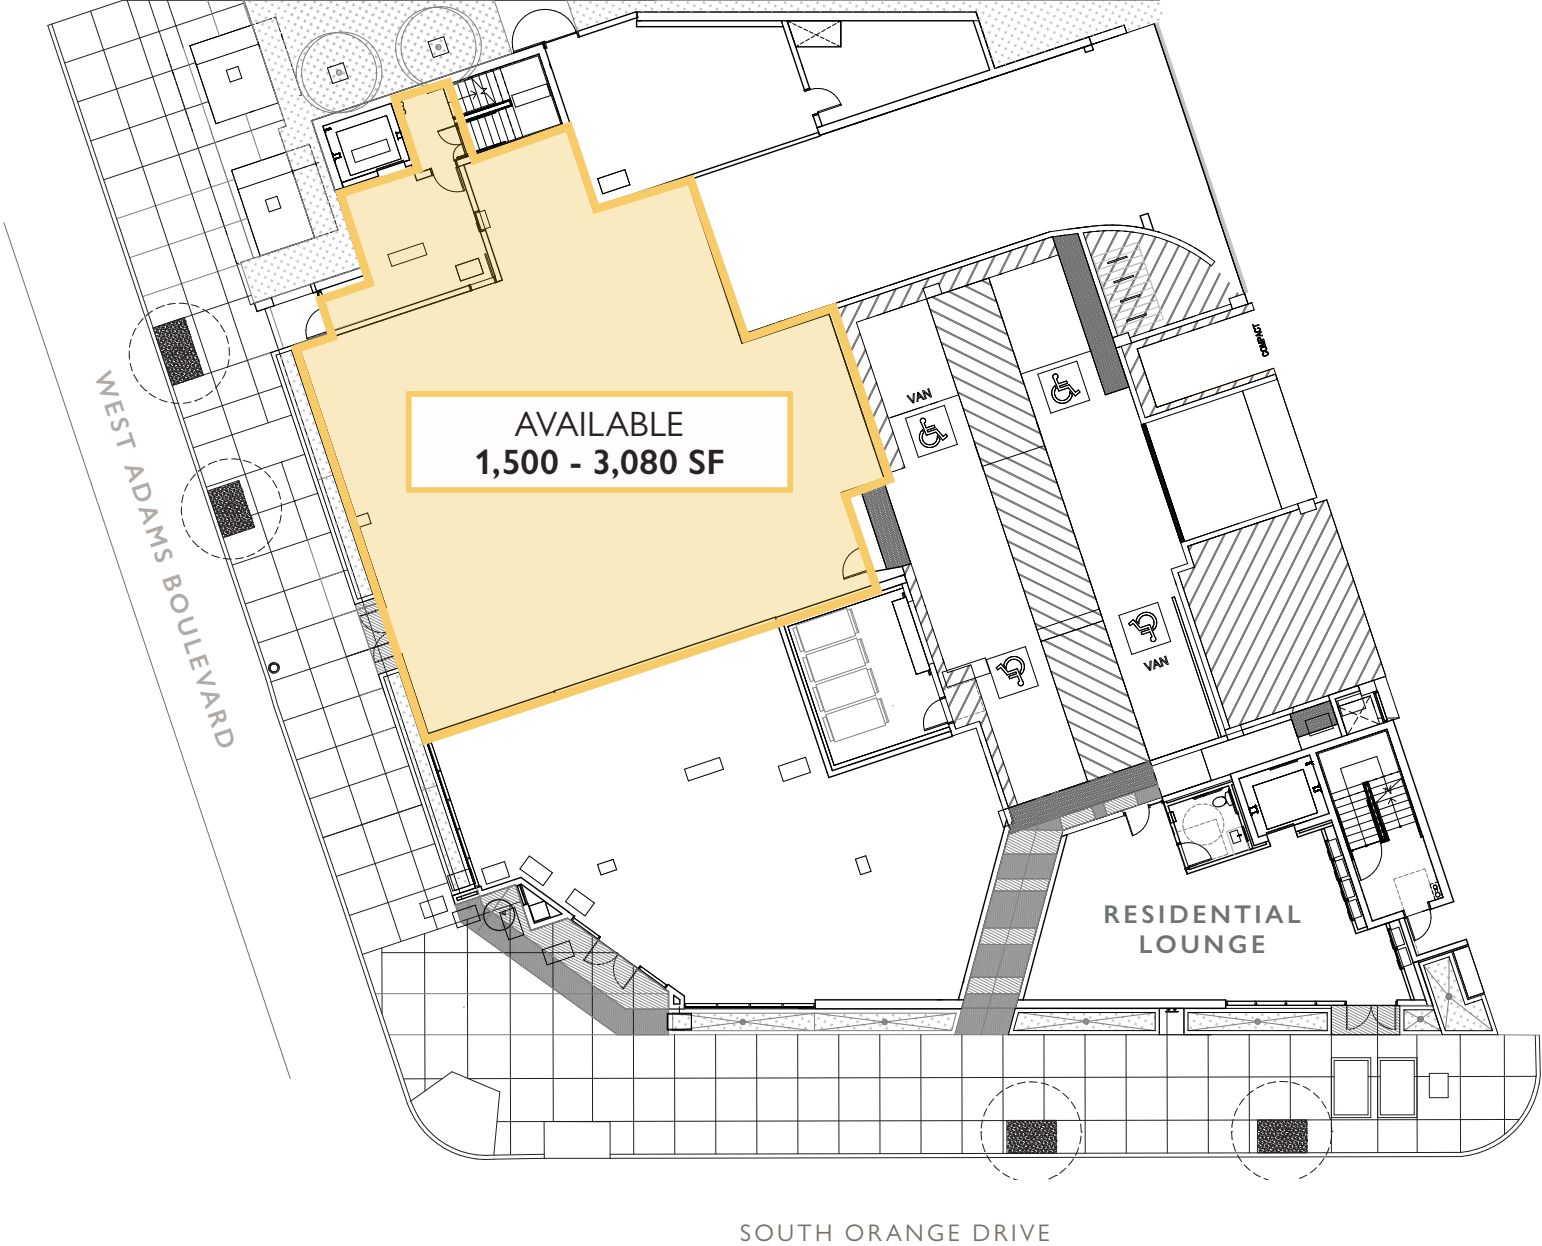 COMPACT
VAN
AVAILABLE
1,500 - 3,080 SF
WEST ADAMS BOULEVARD
VAN
RESIDENTIAL
LOUNGE
SOUTH ORANGE DRIVE